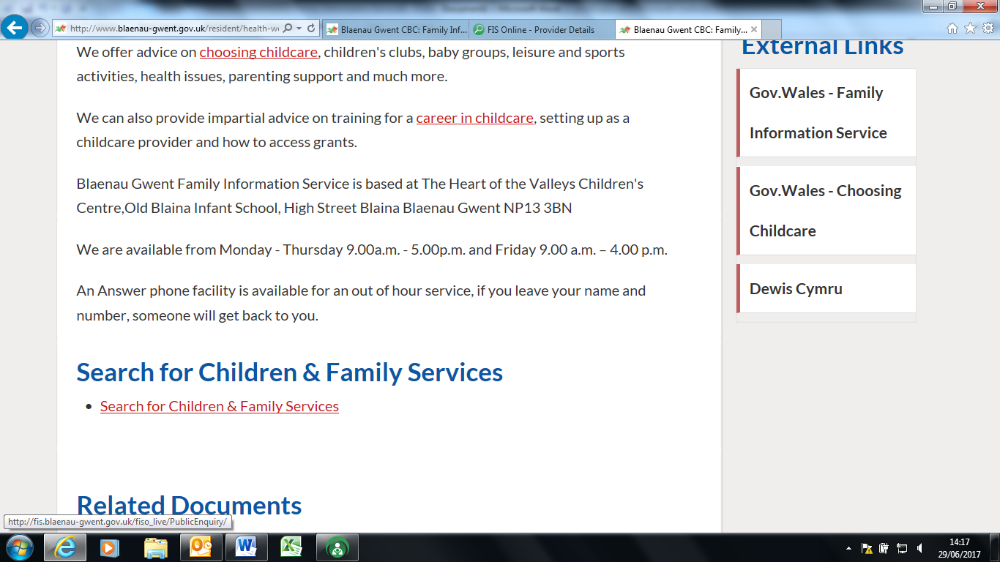 http://www.blaenau-gwent.gov.uk/resident/health-we
Blaenau Gwent CBC: Family Inf...
FIS Online - Provider Details
Blaenau Gwent CBC: Family...
We offer advice on choosing childcare, children's clubs, baby groups, leisure and sports
activities, health issues, parenting support and much more.
We can also provide impartial advice on training for a career in childcare, setting up as a
childcare provider and how to access grants.
Blaenau Gwent Family Information Service is based at The Heart of the Valleys Children's
Centre,Old Blaina Infant School, High Street Blaina Blaenau Gwent NP13 3BN
We are available from Monday - Thursday 9.00a.m. - 5.00p.m. and Friday 9.00 a.m. – 4.00 p.m.
An Answer phone facility is available for an out of hour service, if you leave your name and
number, someone will get back to you.
Search for Children & Family Services
• Search for Children & Family Services
Related Documents
External Links
Gov.Wales - Family
Information Service
Gov.Wales - Choosing
Childcare
Dewis Cymru
http://fis.blaenau-gwent.gov.uk/fiso_live/PublicEnquiry/
14:17
29/06/2017